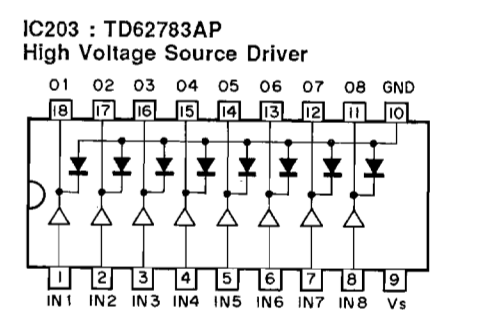 IC203 : TD62783AP
High Voltage Source Driver
O1 O2 O3 O4 O5 O6 O7 O8 GND
18 17 16 15 14 13 12 11 10
1 2 3 4 5 6 7 8 9
IN1 IN2 IN3 IN4 IN5 IN6 IN7 IN8 Vs